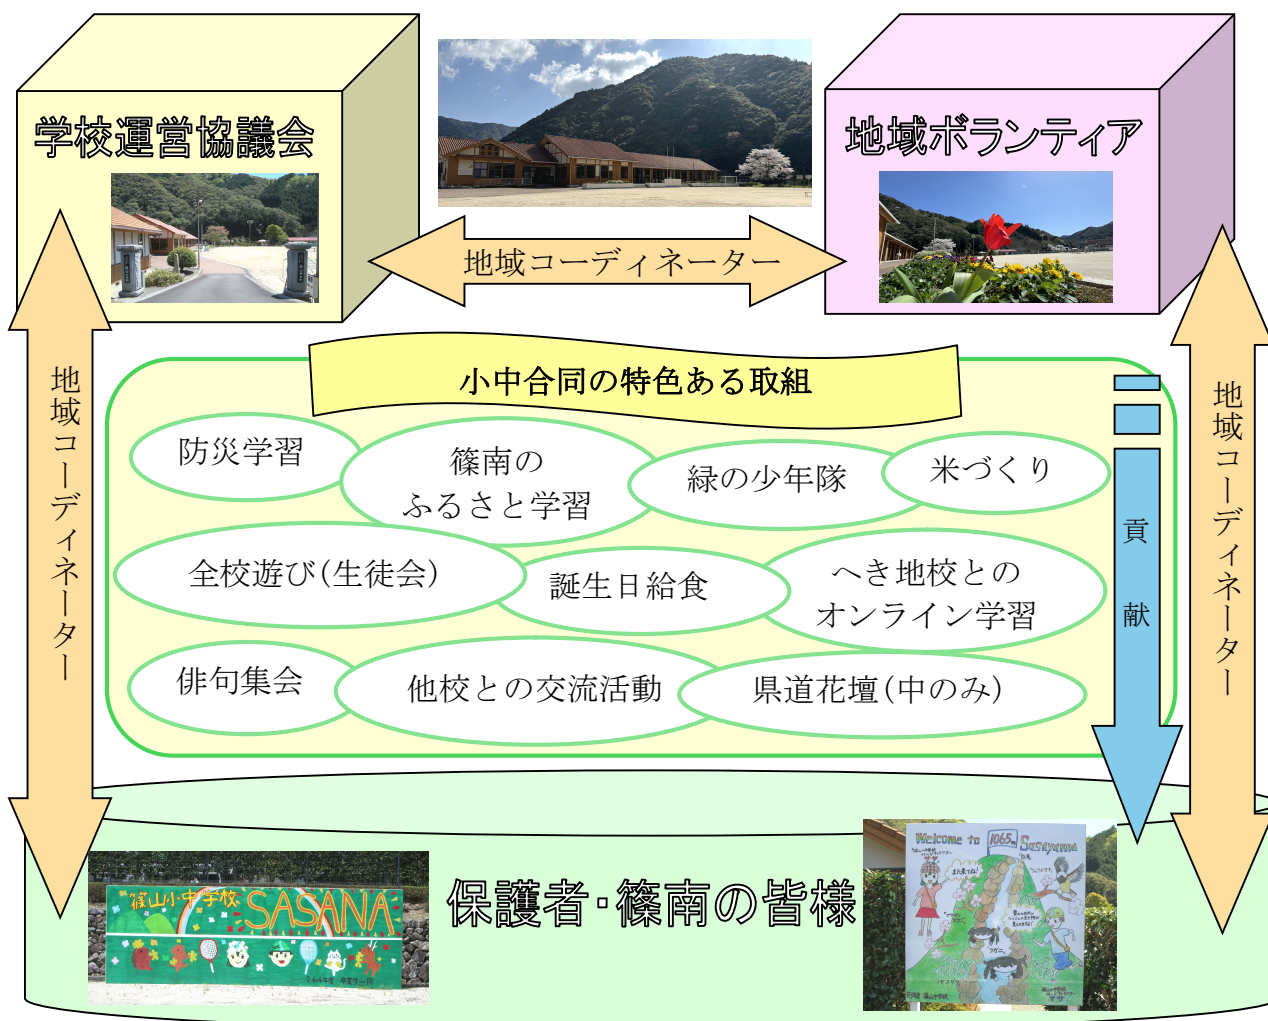 学校運営協議会
地域ボランティア
地域コーディネーター
地域コーディネーター
地域コーディネーター
小中合同の特色ある取組
防災学習
篠南の
ふるさと学習
緑の少年隊
米づくり
全校遊び(生徒会)
誕生日給食
へき地校との
オンライン学習
俳句集会
他校との交流活動
県道花壇(中のみ)
貢献
保護者・篠南の皆様
篠山小中学校
SASANA
Welcome to 1065m Sasayama